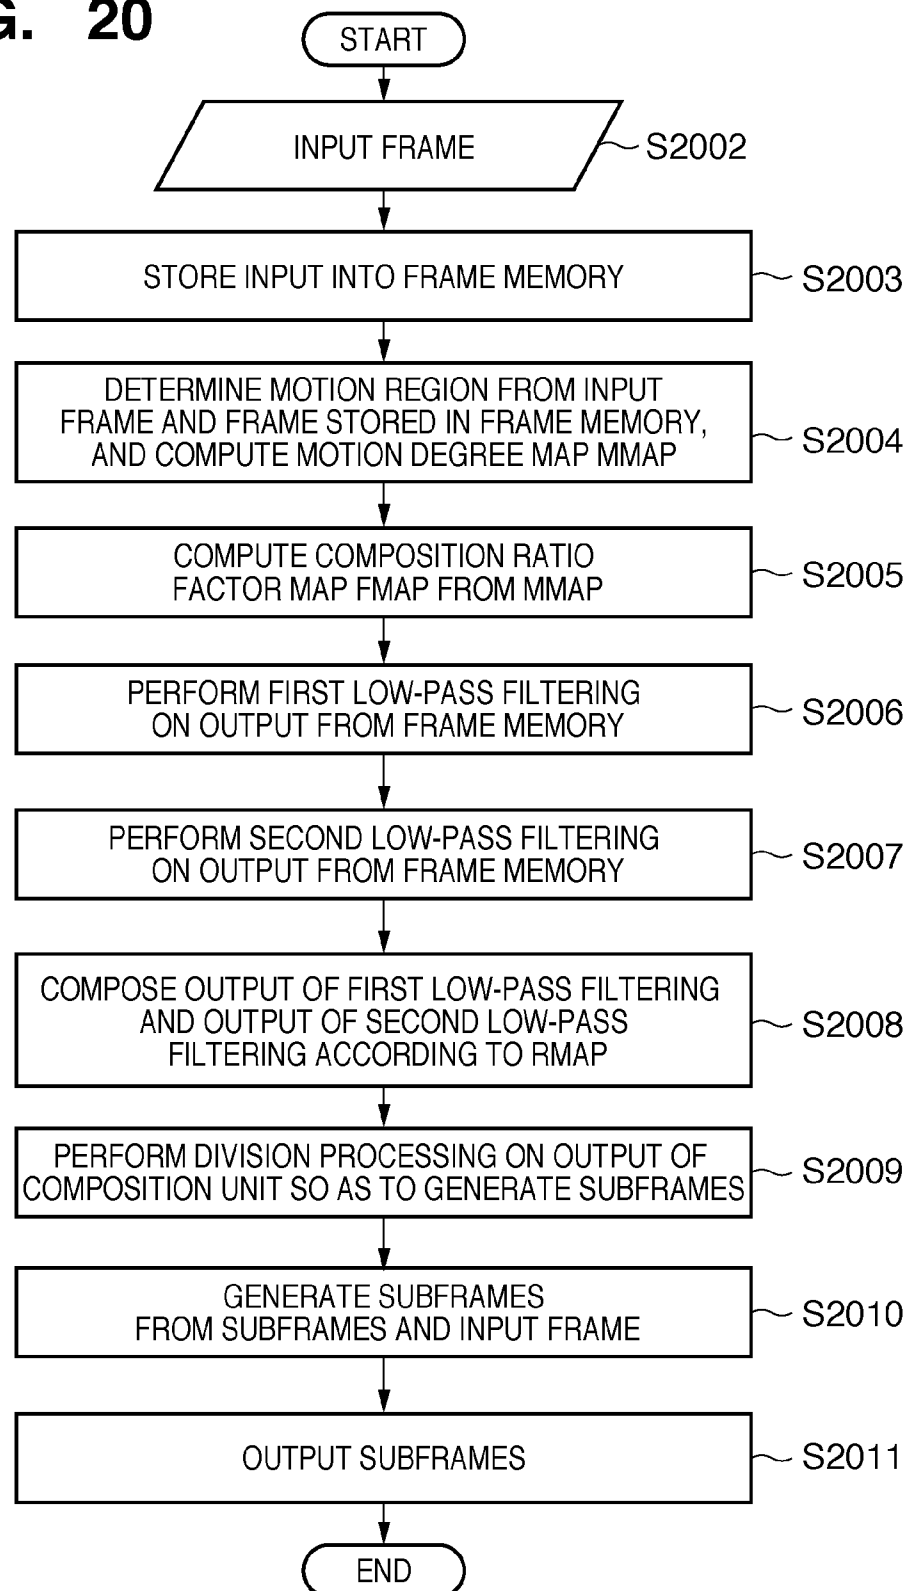 G. 20
START
INPUT FRAME
S2002
STORE INPUT INTO FRAME MEMORY
S2003
DETERMINE MOTION REGION FROM INPUT
FRAME AND FRAME STORED IN FRAME MEMORY,
AND COMPUTE MOTION DEGREE MAP MMAP
S2004
COMPUTE COMPOSITION RATIO
FACTOR MAP FMAP FROM MMAP
S2005
PERFORM FIRST LOW-PASS FILTERING
ON OUTPUT FROM FRAME MEMORY
S2006
PERFORM SECOND LOW-PASS FILTERING
ON OUTPUT FROM FRAME MEMORY
S2007
COMPOSE OUTPUT OF FIRST LOW-PASS FILTERING
AND OUTPUT OF SECOND LOW-PASS
FILTERING ACCORDING TO RMAP
S2008
PERFORM DIVISION PROCESSING ON OUTPUT OF
COMPOSITION UNIT SO AS TO GENERATE SUBFRAMES
S2009
GENERATE SUBFRAMES
FROM SUBFRAMES AND INPUT FRAME
S2010
OUTPUT SUBFRAMES
S2011
END